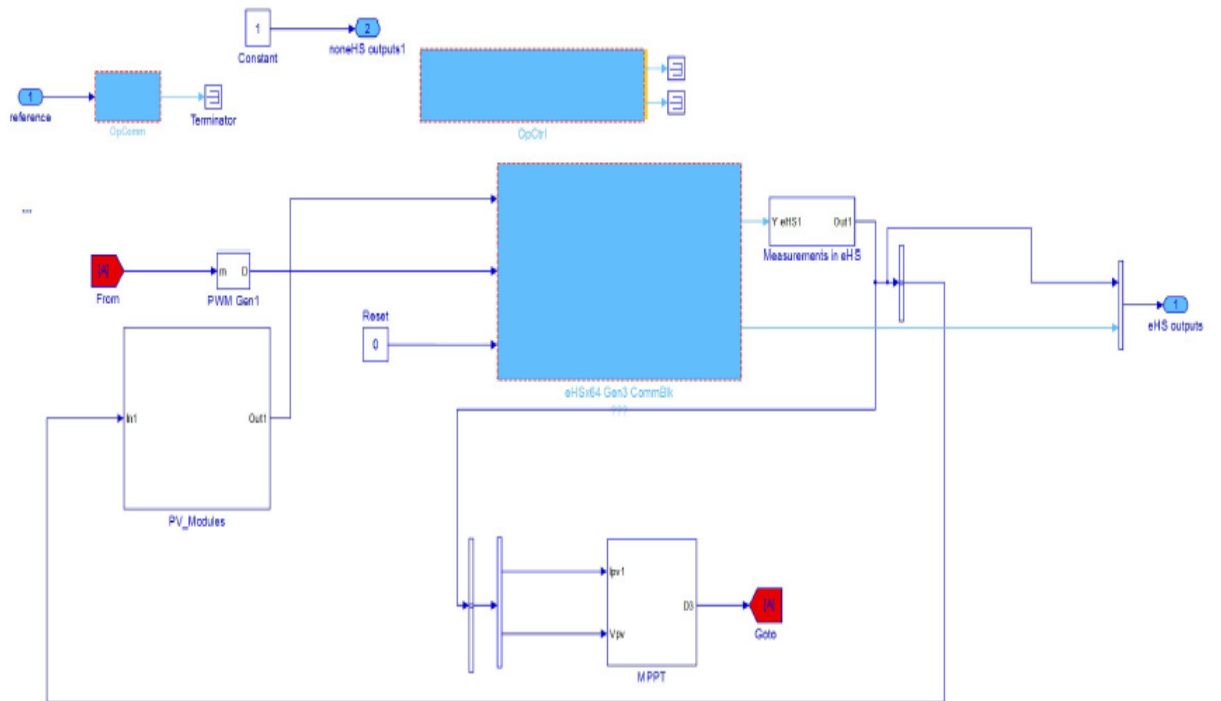 1
Constant
2
noneHS outputs1
1
reference
OpComm
Terminator
OpCtrl
...
[A]
From
m D
PWM Gen1
Reset
0
eHSx64 Gen3 CommBlk
???
Y eHS1 Out1
Measurements in eHS
1
eHS outputs
In1 Out1
PV_Modules
Ipv1
Vpv
D3
MPPT
[A]
Goto